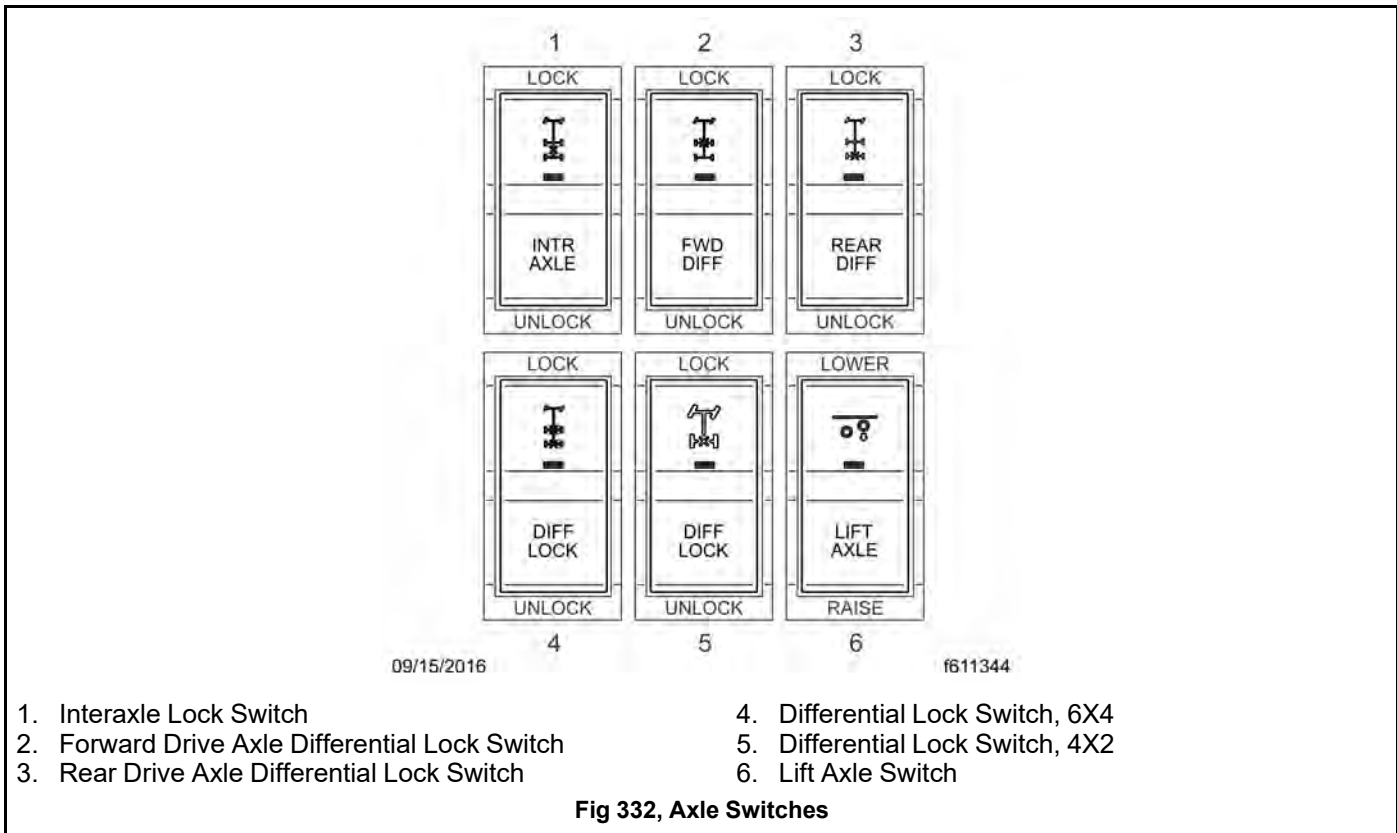 1 2 3
LOCK LOCK LOCK
INTR FWD REAR
AXLE DIFF DIFF
UNLOCK UNLOCK UNLOCK
LOCK LOCK LOWER
DIFF DIFF LIFT
LOCK LOCK AXLE
UNLOCK UNLOCK RAISE
4 5 6
09/15/2016 f611344
1. Interaxle Lock Switch
2. Forward Drive Axle Differential Lock Switch
3. Rear Drive Axle Differential Lock Switch
4. Differential Lock Switch, 6X4
5. Differential Lock Switch, 4X2
6. Lift Axle Switch
Fig 332, Axle Switches